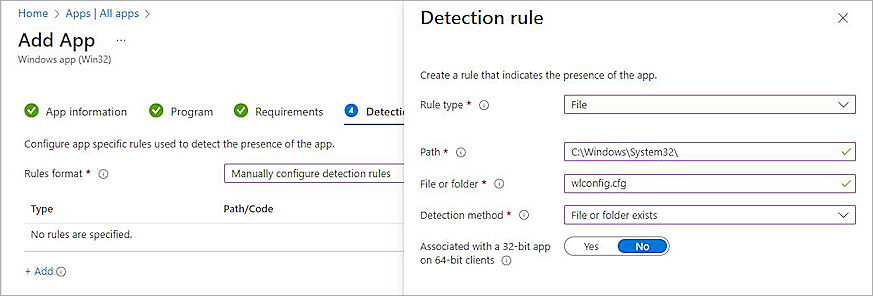 Home > Apps | All apps >
Add App ...
Windows app (Win32)
App information
Program
Requirements
4 Detectio
Configure app specific rules used to detect the presence of the app.
Rules format *
Manually configure detection rules
Type Path/Code
No rules are specified.
+ Add
Detection rule
Create a rule that indicates the presence of the app.
Rule type *
File
Path *
C:\Windows\System32\
File or folder *
wlconfig.cfg
Detection method *
File or folder exists
Associated with a 32-bit app
on 64-bit clients
Yes No